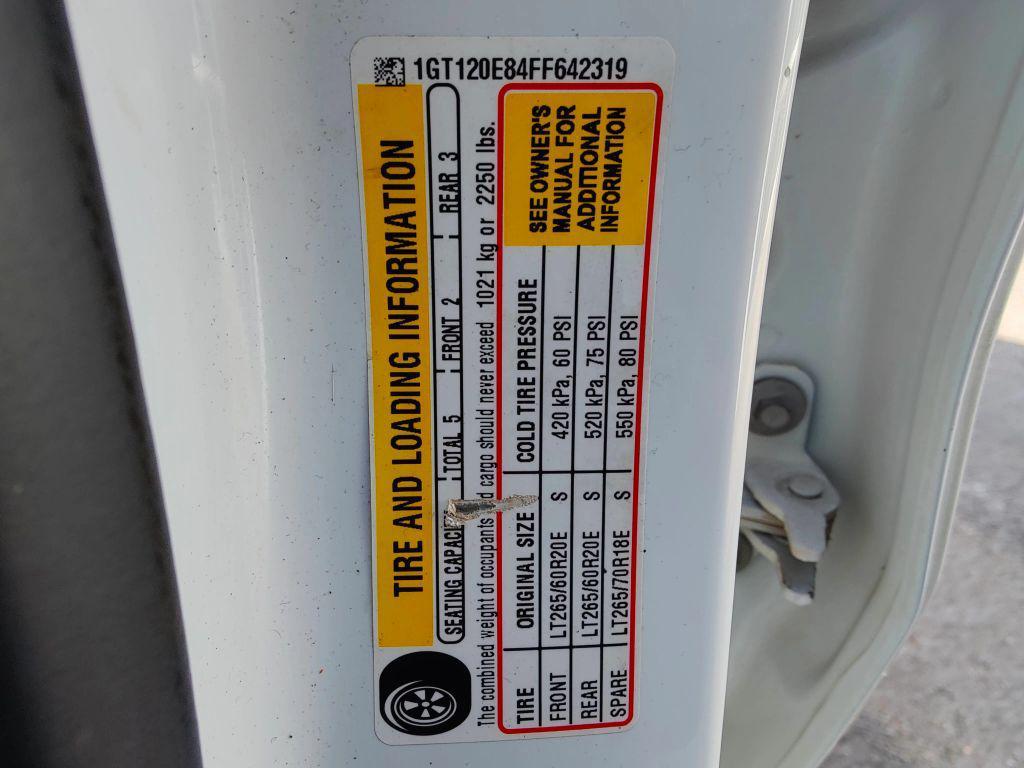 1GT120E84FF642319
TIRE AND LOADING INFORMATION
SEATING CAPACI TOTAL 5 FRONT 2 REAR 3
The combined weight of occupants cargo should never exceed 1021 kg or 2250 lbs.
TIRE ORIGINAL SIZE COLD TIRE PRESSURE
FRONT LT265/60R20E S 420 kPa, 60 PSI
REAR LT265/60R20E S 520 kPa, 75 PSI
SPARE LT265/70R18E S 550 kPa, 80 PSI
SEE OWNER'S
MANUAL FOR
ADDITIONAL
INFORMATION